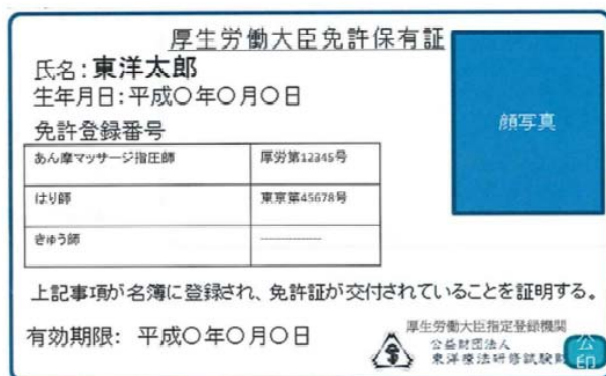 厚生労働大臣免許保有証
氏名:東洋太郎
生年月日:平成〇年〇月〇日
顔写真
免許登録番号
あん摩マッサージ指圧師 厚労第12345号
はり師 東京第45678号
きゅう師 --------------
上記事項が名簿に登録され、免許証が交付されていることを証明する。
有効期限: 平成〇年〇月〇日
厚生労働大臣指定登録機関
公益財団法人
東洋療法研修試験財
公印